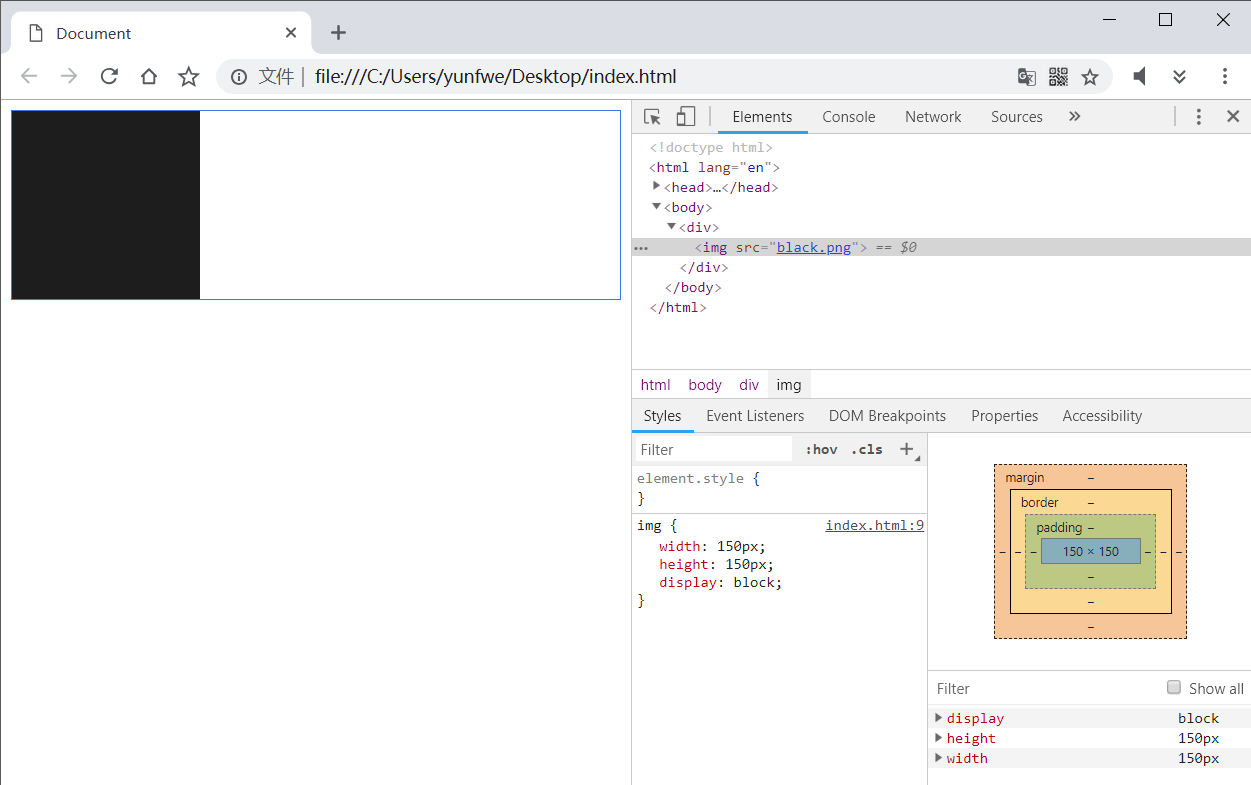 Document
文件 | file:///C:/Users/yunfwe/Desktop/index.html
Elements Console Network Sources »
<!doctype html>
<html lang="en">
<head>…</head>
<body>
<div>
… <img src="black.png"> == $0
</div>
</body>
</html>
html body div img
Styles Event Listeners DOM Breakpoints Properties Accessibility
Filter :hov .cls +
element.style {
}
img { index.html:9
width: 150px;
height: 150px;
display: block;
}
margin –
border –
padding –
– – – 150 × 150 – – –
–
–
–
Filter Show all
display block
height 150px
width 150px